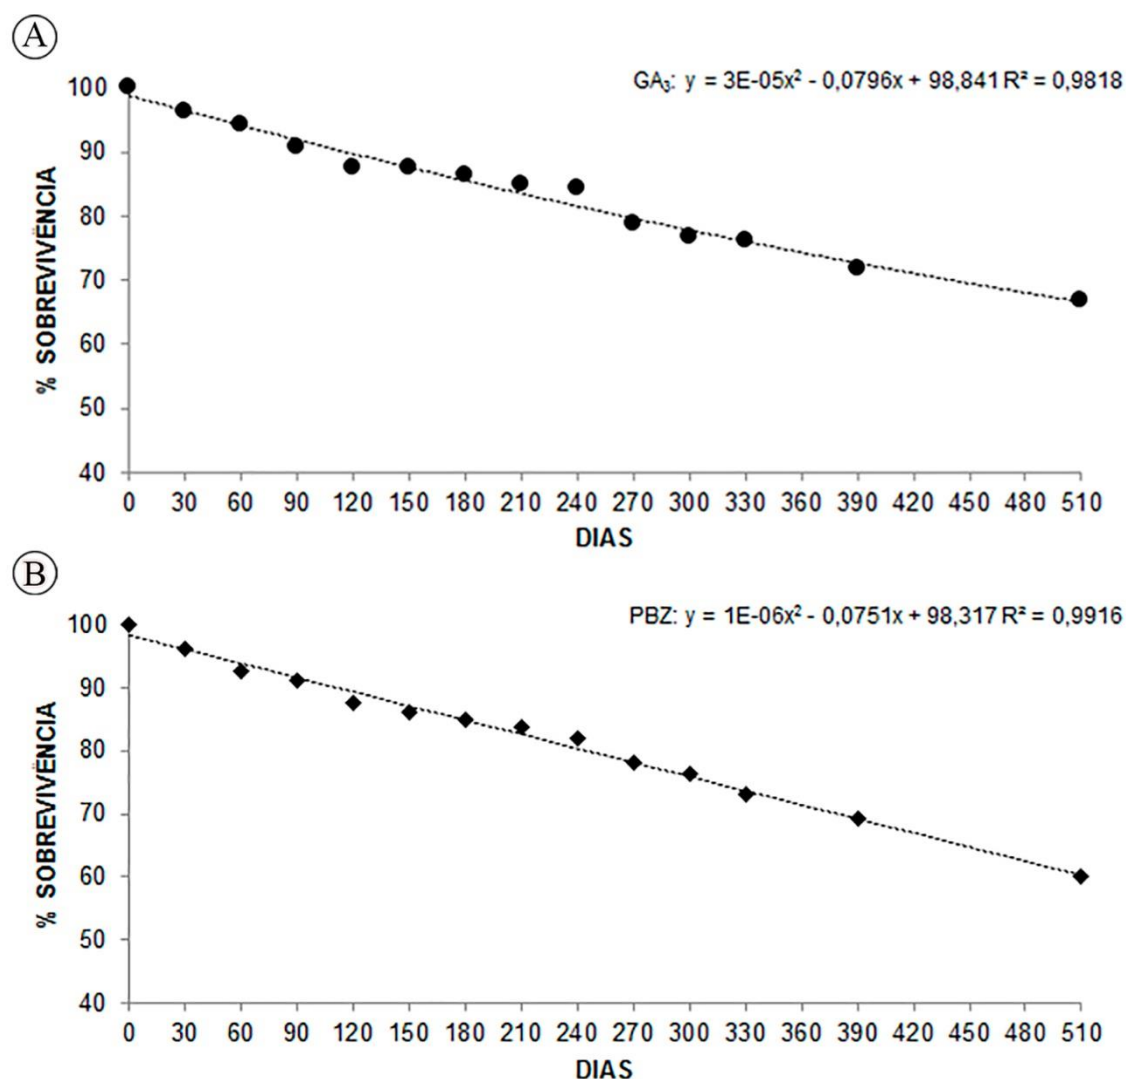 A
GA₃: y = 3E-05x² - 0,0796x + 98,841 R² = 0,9818
% SOBREVIVËNCIA
100
90
80
70
60
50
40
0 30 60 90 120 150 180 210 240 270 300 330 360 390 420 450 480 510
DIAS
B
PBZ: y = 1E-06x² - 0,0751x + 98,317 R² = 0,9916
% SOBREVIVËNCIA
100
90
80
70
60
50
40
0 30 60 90 120 150 180 210 240 270 300 330 360 390 420 450 480 510
DIAS